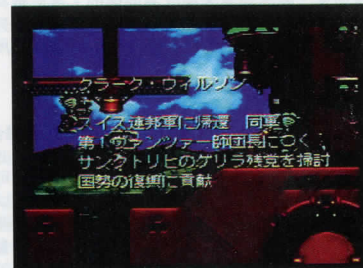 クラーク・ウィルソン
スイス連邦軍に帰還 同軍
第1ヴァンツァー師団長につく
サンクトリヒのゲリラ残党を掃討
国勢の復興に貢献